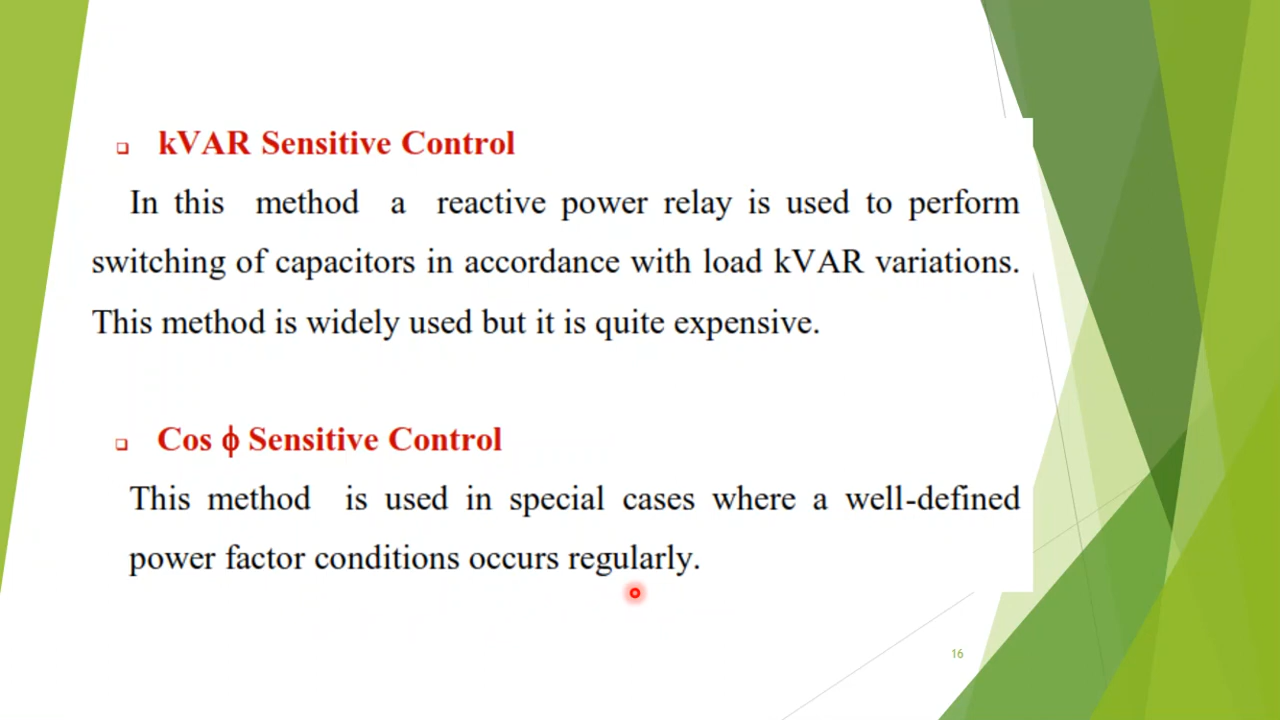 ❑ kVAR Sensitive Control
In this method a reactive power relay is used to perform
switching of capacitors in accordance with load kVAR variations.
This method is widely used but it is quite expensive.
❑ Cos ϕ Sensitive Control
This method is used in special cases where a well-defined
power factor conditions occurs regularly.
16